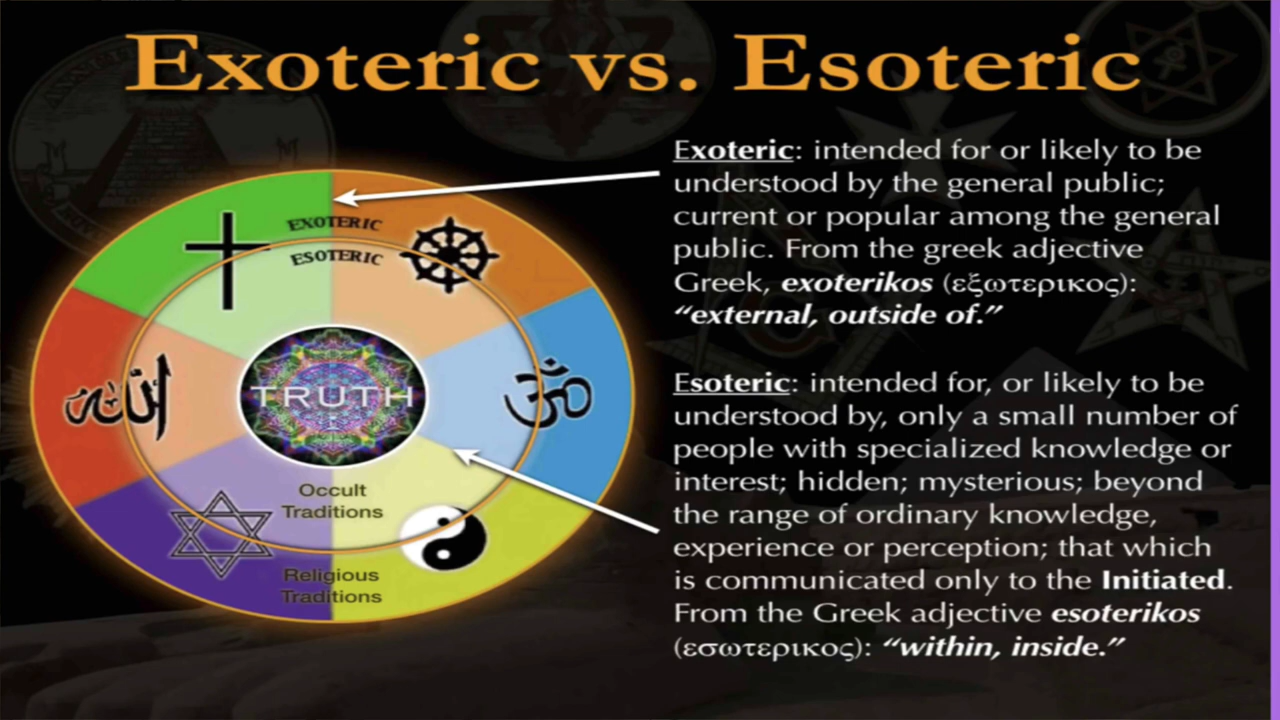 Exoteric vs. Esoteric
Exoteric: intended for or likely to be
understood by the general public;
current or popular among the general
public. From the greek adjective
Greek, exoterikos (εξωτερικος):
“external, outside of.”
Esoteric: intended for, or likely to be
understood by, only a small number of
people with specialized knowledge or
interest; hidden; mysterious; beyond
the range of ordinary knowledge,
experience or perception; that which
is communicated only to the Initiated.
From the Greek adjective esoterikos
(εσωτερικος): “within, inside.”
EXOTERIC
ESOTERIC
الله
ॐ
TRUTH
Occult
Traditions
Religious
Traditions